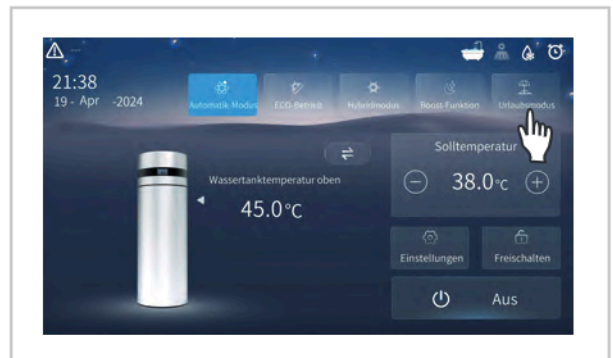 21:38
19 - Apr -2024
Automatik-Modus
ECO-Betrieb
Hybridmodus
Boost-Funktion
Urlaubsmodus
Solltemperatur
Wassertanktemperatur oben
38.0°C
45.0°C
Einstellungen
Freischalten
Aus